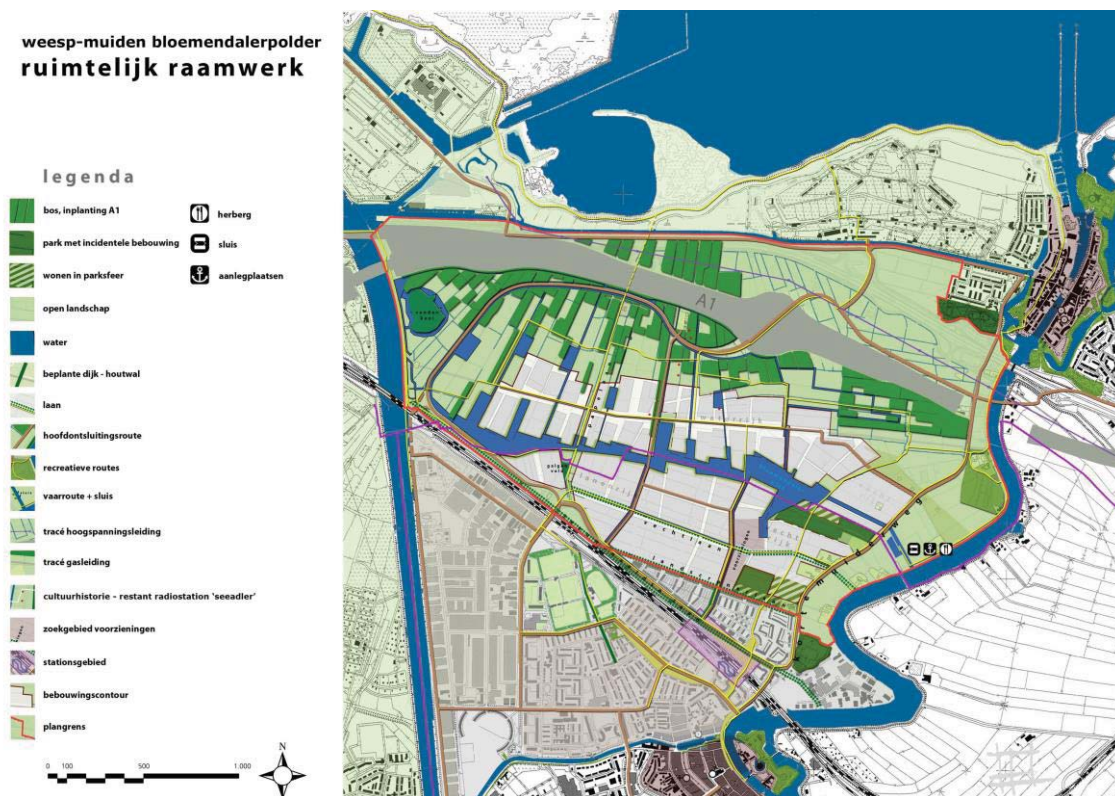 weesp-muiden bloemendalerpolder
ruimtelijk raamwerk
legenda
bos, inplanting A1
park met incidentele bebouwing
wonen in parksfeer
open landschap
water
beplante dijk - houtwal
laan
hoofdontsluitingsroute
recreatieve routes
vaarroute + sluis
tracé hoogspanningsleiding
tracé gasleiding
cultuurhistorie – restant radiostation ‘seeadler’
zoekgebied voorzieningen
stationsgebied
bebouwingscontour
plangrens
herberg
sluis
aanlegplaatsen
0 100 500 1.000
N
A1